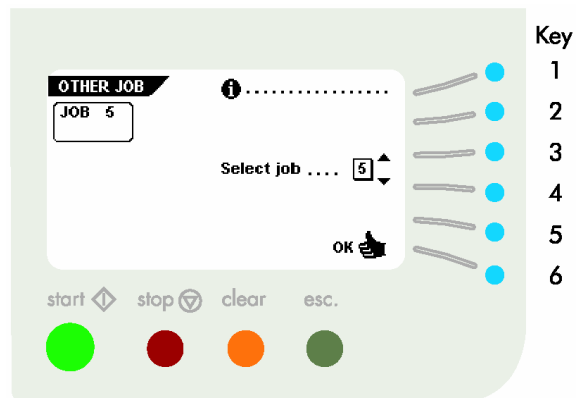 Key
1
2
3
4
5
6
OTHER JOB
JOB 5
.................
Select job .... 5
OK
start stop clear esc.